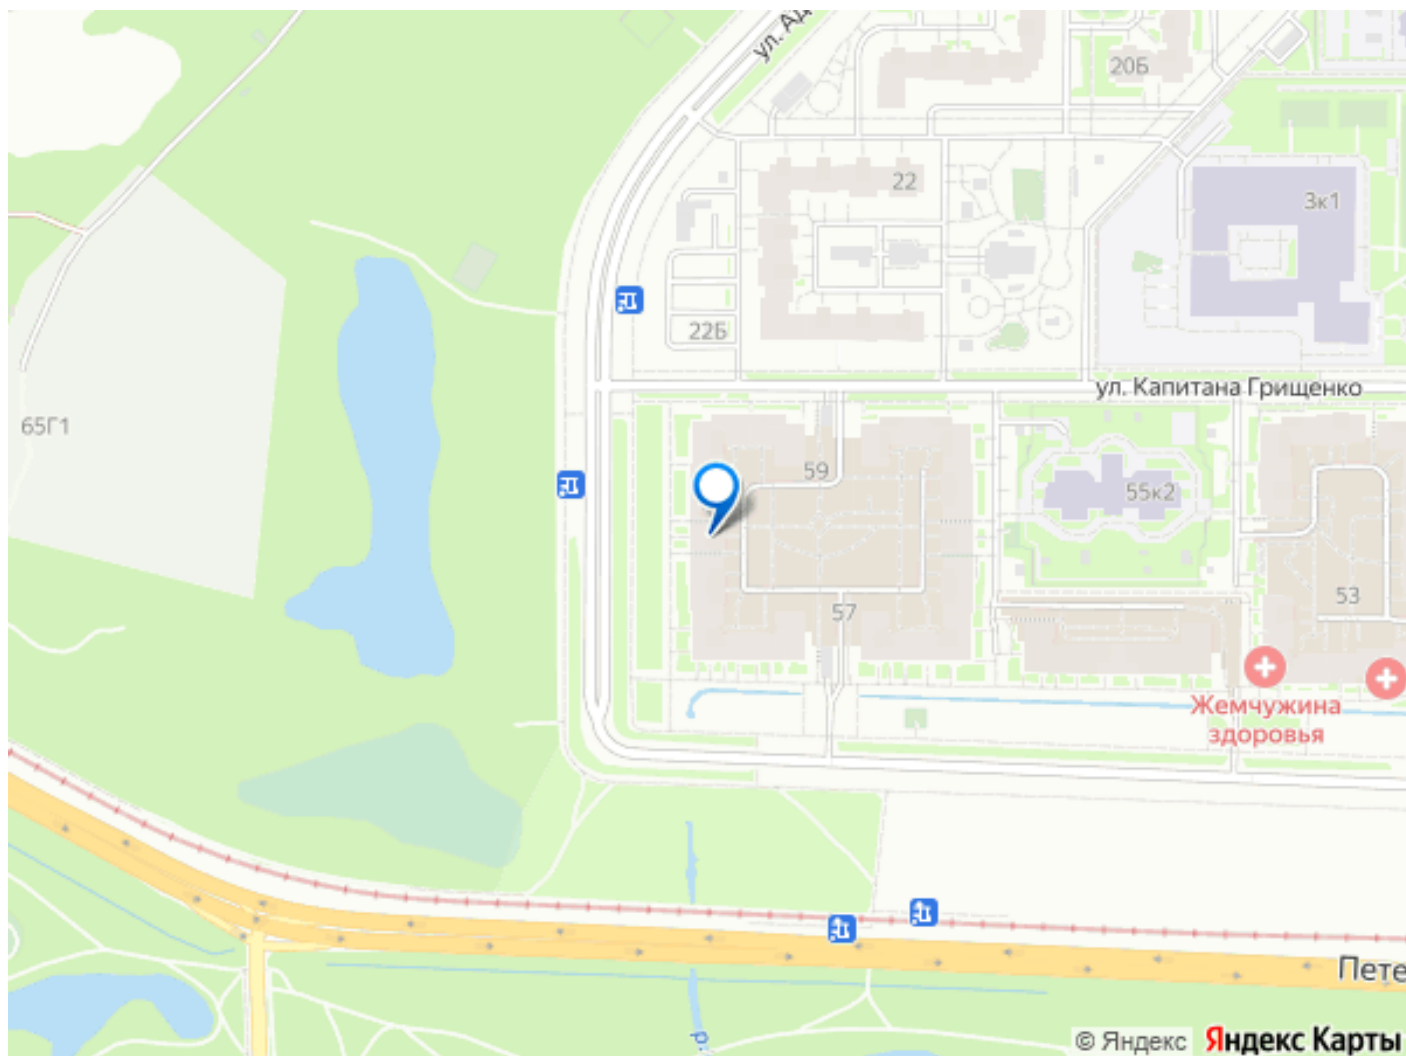 ул. Ад
20Б
22
3к1
22Б
ул. Капитана Грищенко
65Г1
59
55к2
57
53
Жемчужина
здоровья
Пете
р.
© Яндекс Яндекс Карты